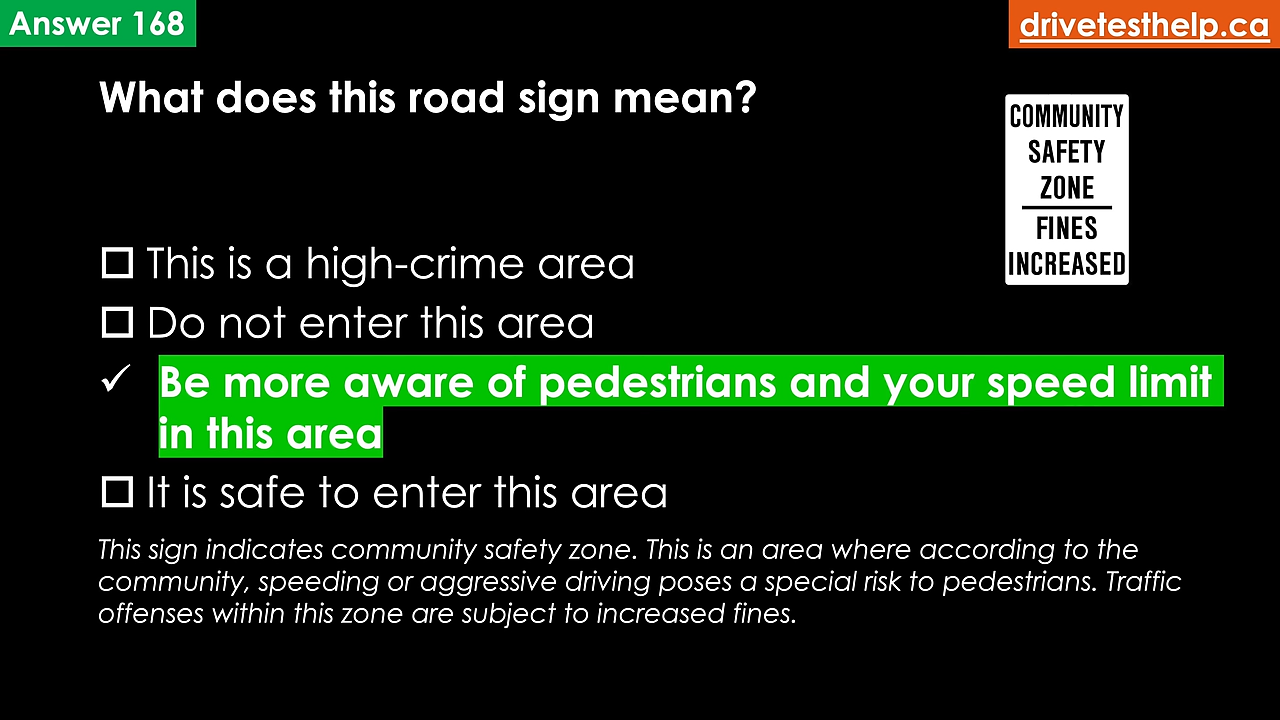 Answer 168
drivetesthelp.ca
What does this road sign mean?
COMMUNITY
SAFETY
ZONE
FINES
INCREASED
This is a high-crime area
Do not enter this area
Be more aware of pedestrians and your speed limit
in this area
It is safe to enter this area
This sign indicates community safety zone. This is an area where according to the
community, speeding or aggressive driving poses a special risk to pedestrians. Traffic
offenses within this zone are subject to increased fines.